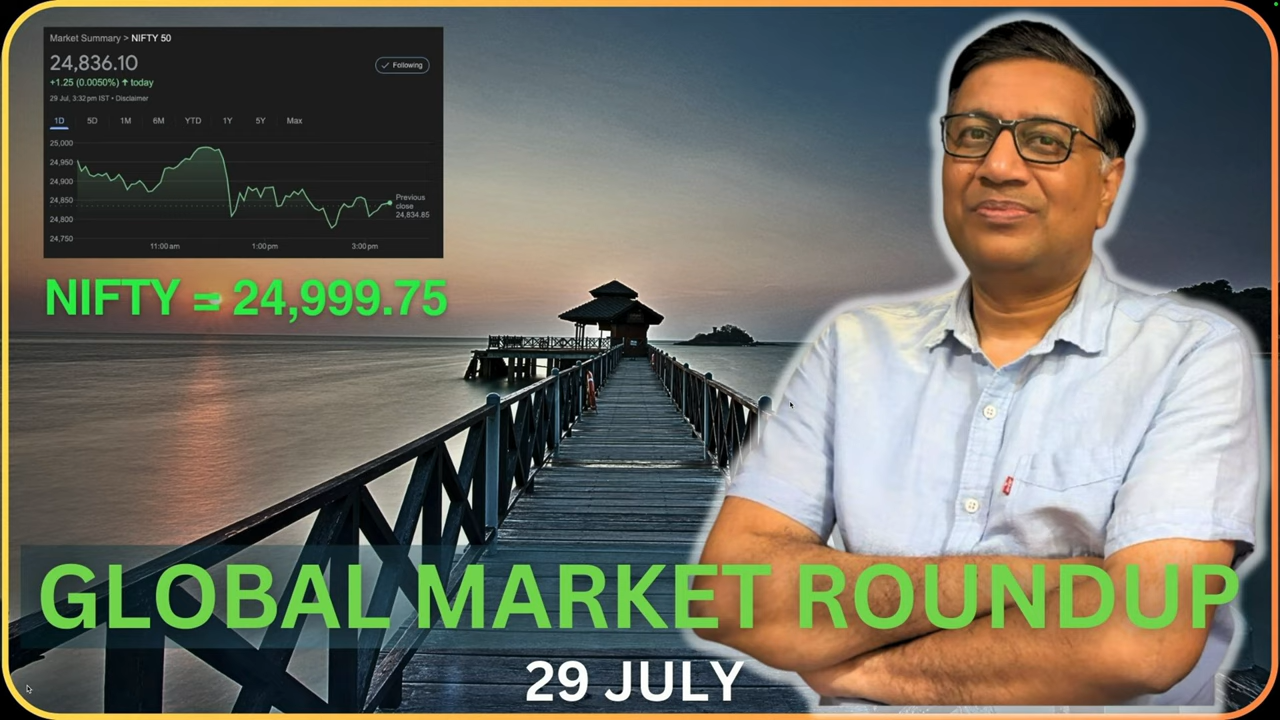 Market Summary > NIFTY 50
24,836.10
✓ Following
+1.25 (0.0050%) ↑ today
29 Jul, 3:32 pm IST • Disclaimer
1D 5D 1M 6M YTD 1Y 5Y Max
25,000
24,950
24,900
24,850
24,800
24,750
Previous
close
24,834.85
11:00 am 1:00 pm 3:00 pm
NIFTY = 24,999.75
GLOBAL MARKET ROUNDUP
29 JULY